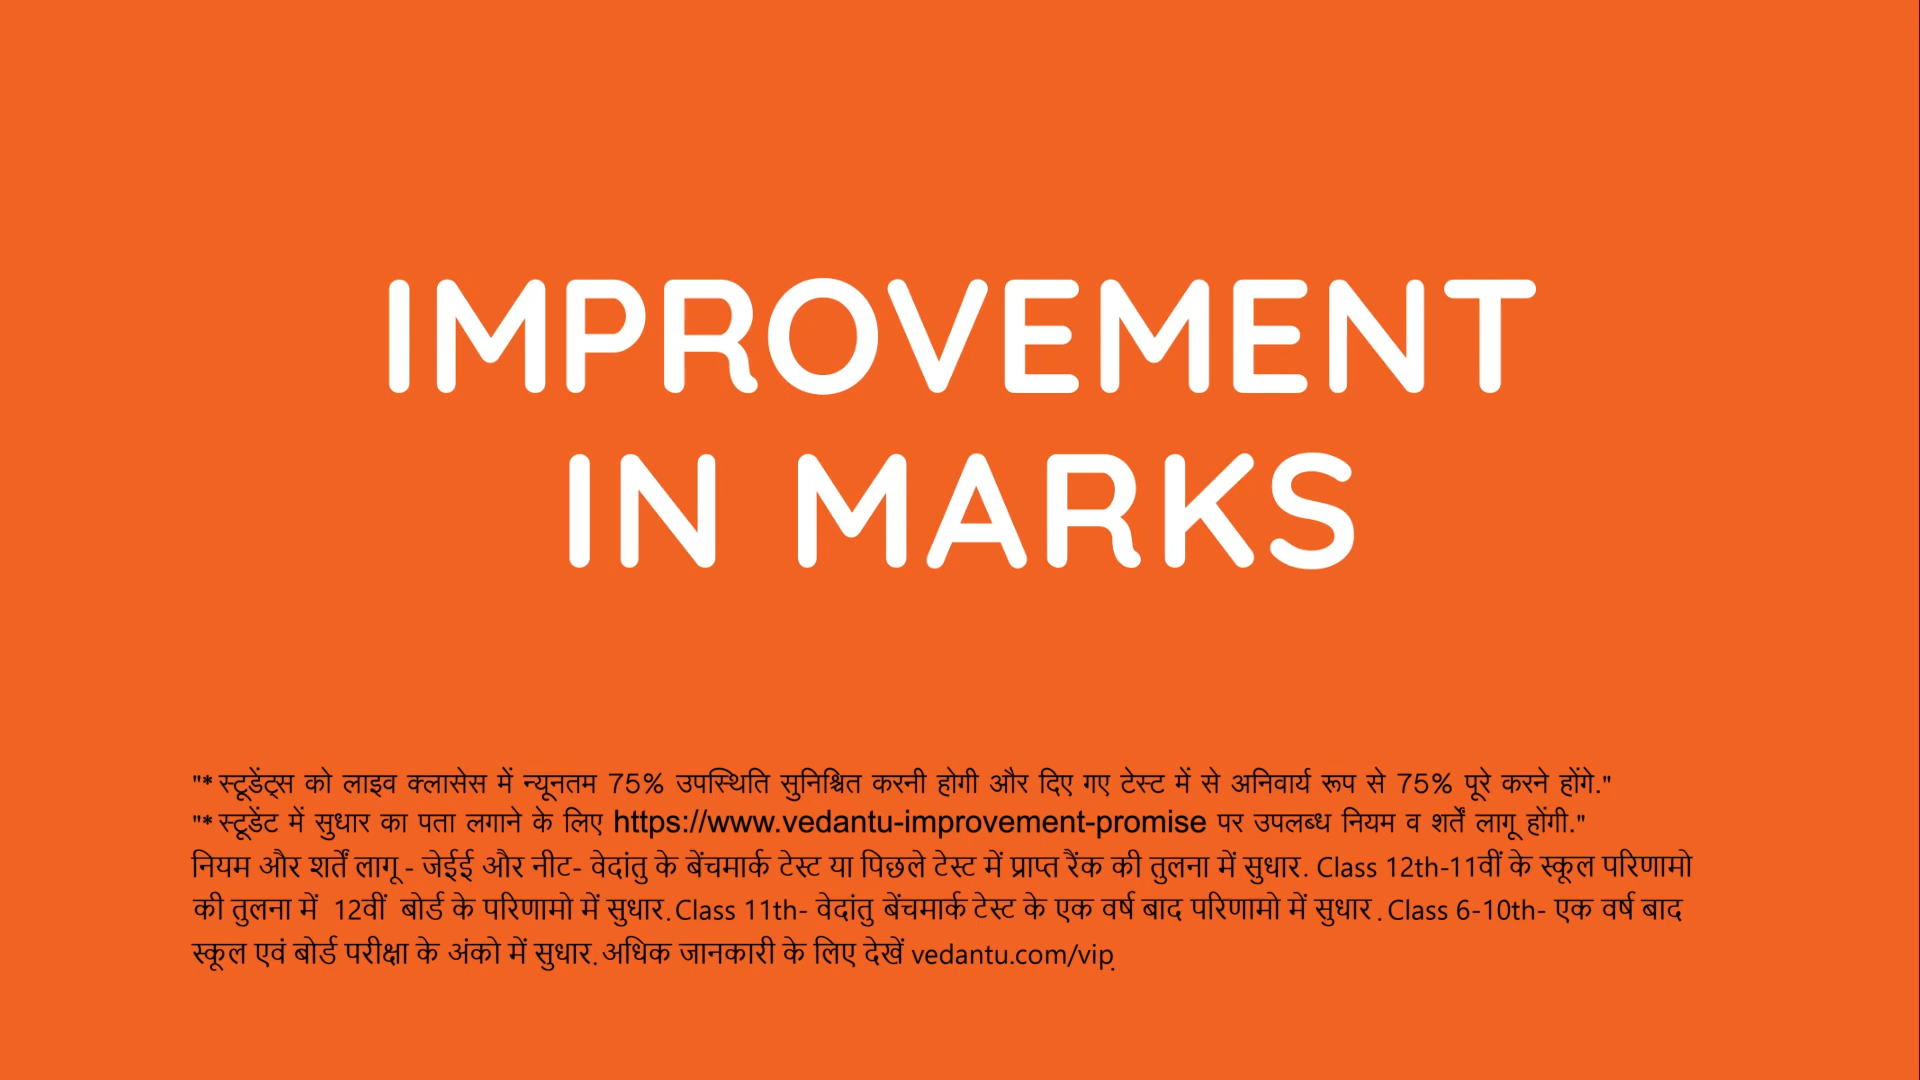 IMPROVEMENT
IN MARKS
"* स्टूडेंट्स को लाइव क्लासेस में न्यूनतम 75% उपस्थिति सुनिश्चित करनी होगी और दिए गए टेस्ट में से अनिवार्य रूप से 75% पूरे करने होंगे."
"* स्टूडेंट में सुधार का पता लगाने के लिए https://www.vedantu-improvement-promise पर उपलब्ध नियम व शर्तें लागू होंगी."
नियम और शर्तें लागू - जेईई और नीट- वेदांतु के बेंचमार्क टेस्ट या पिछले टेस्ट में प्राप्त रैंक की तुलना में सुधार. Class 12th-11वीं के स्कूल परिणामो
की तुलना में 12वीं बोर्ड के परिणामो में सुधार. Class 11th- वेदांतु बेंचमार्क टेस्ट के एक वर्ष बाद परिणामो में सुधार . Class 6-10th- एक वर्ष बाद
स्कूल एवं बोर्ड परीक्षा के अंको में सुधार. अधिक जानकारी के लिए देखें vedantu.com/vip.